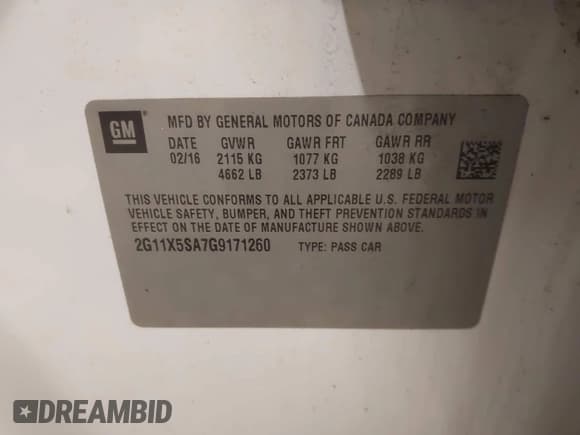 GM
MFD BY GENERAL MOTORS OF CANADA COMPANY
DATE GVWR GAWR FRT GAWR RR
02/16 2115 KG 1077 KG 1038 KG
4662 LB 2373 LB 2289 LB
THIS VEHICLE CONFORMS TO ALL APPLICABLE U.S. FEDERAL MOTOR
VEHICLE SAFETY, BUMPER, AND THEFT PREVENTION STANDARDS IN
EFFECT ON THE DATE OF MANUFACTURE SHOWN ABOVE.
2G11X5SA7G9171260 TYPE: PASS CAR
#DREAMBID